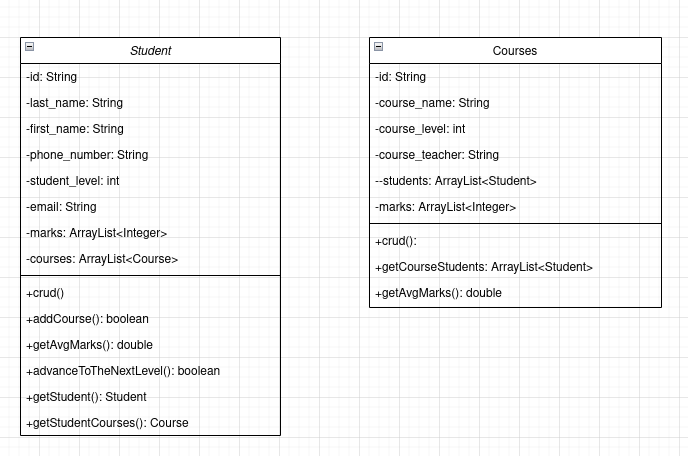 Student
-id: String
-last_name: String
-first_name: String
-phone_number: String
-student_level: int
-email: String
-marks: ArrayList<Integer>
-courses: ArrayList<Course>
+crud()
+addCourse(): boolean
+getAvgMarks(): double
+advanceToTheNextLevel(): boolean
+getStudent(): Student
+getStudentCourses(): Course
Courses
-id: String
-course_name: String
-course_level: int
-course_teacher: String
--students: ArrayList<Student>
-marks: ArrayList<Integer>
+crud():
+getCourseStudents: ArrayList<Student>
+getAvgMarks(): double